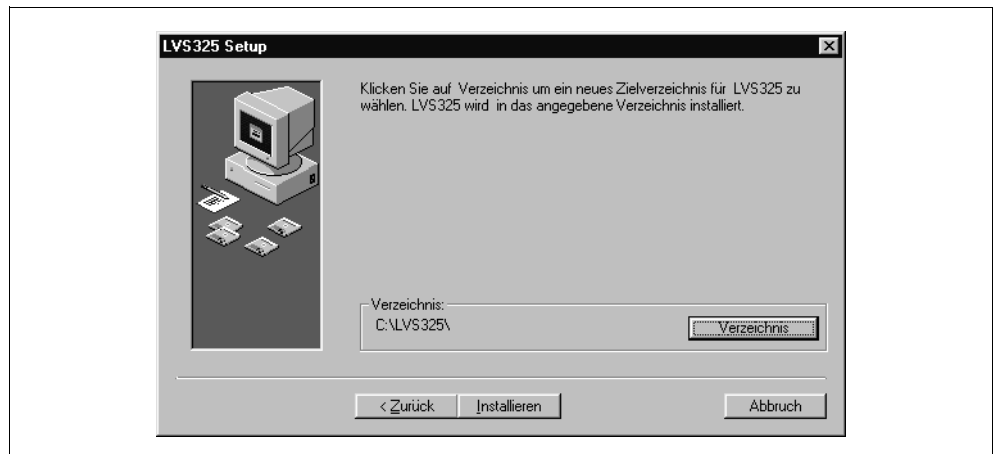 LVS325 Setup
Klicken Sie auf Verzeichnis um ein neues Zielverzeichnis für LVS325 zu
wählen. LVS325 wird in das angegebene Verzeichnis installiert.
Verzeichnis:
C:\LVS325\
Verzeichnis
< Zurück
Installieren
Abbruch